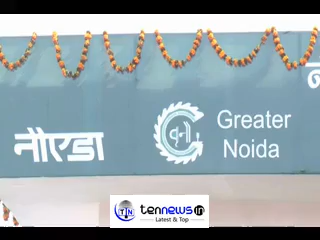 नौएडा
Greater
Noida
tennews.in
Latest & Top